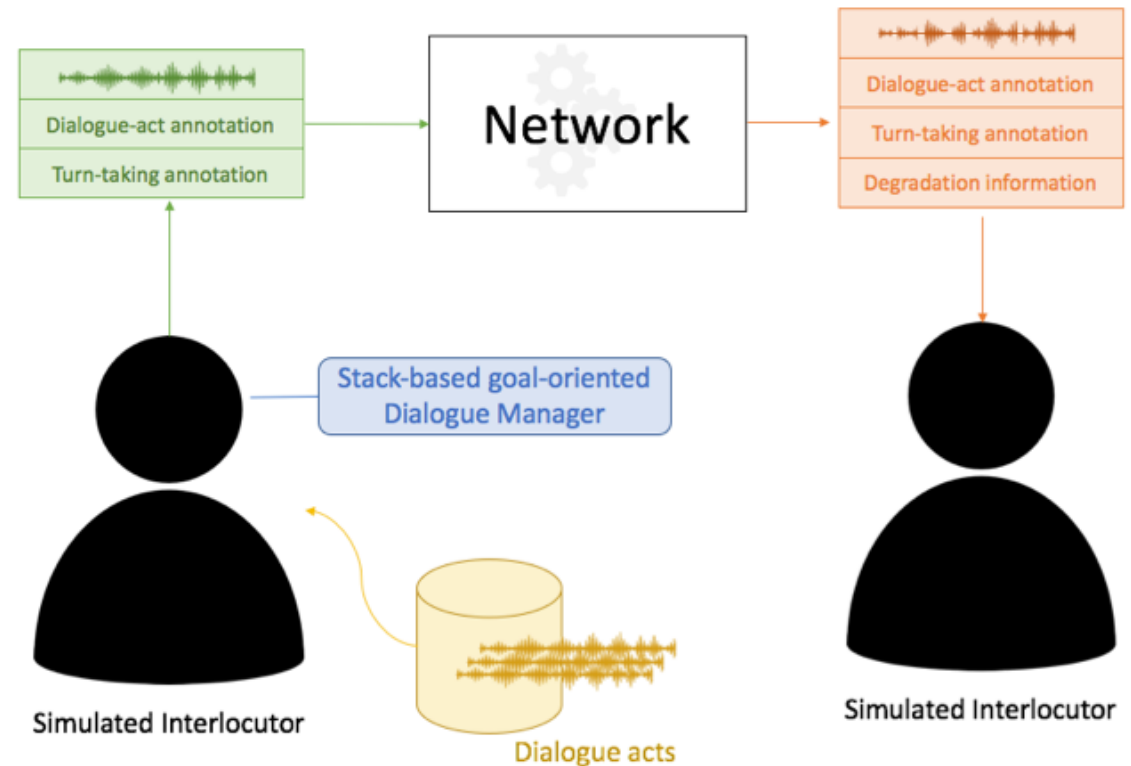 Dialogue-act annotation
Turn-taking annotation
Network
Dialogue-act annotation
Turn-taking annotation
Degradation information
Stack-based goal-oriented
Dialogue Manager
Simulated Interlocutor
Dialogue acts
Simulated Interlocutor